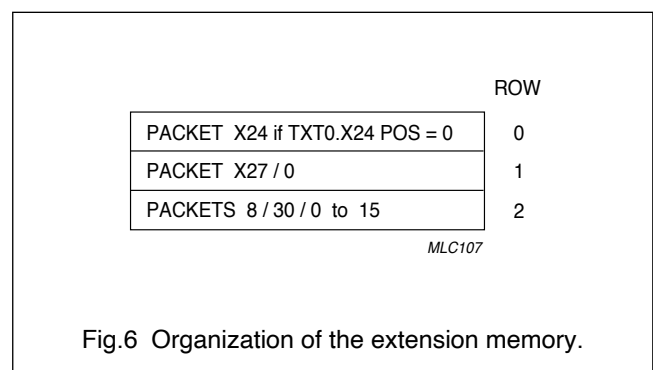 ROW
PACKET X24 if TXT0.X24 POS = 0 0
PACKET X27 / 0 1
PACKETS 8 / 30 / 0 to 15 2
MLC107
Fig.6 Organization of the extension memory.